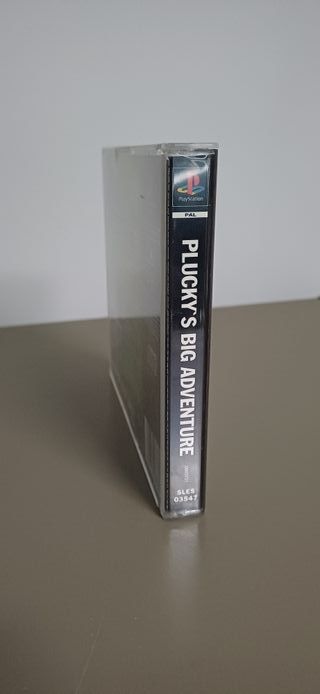 PlayStation
PAL
PLUCKY'S BIG ADVENTURE
SLES
03547